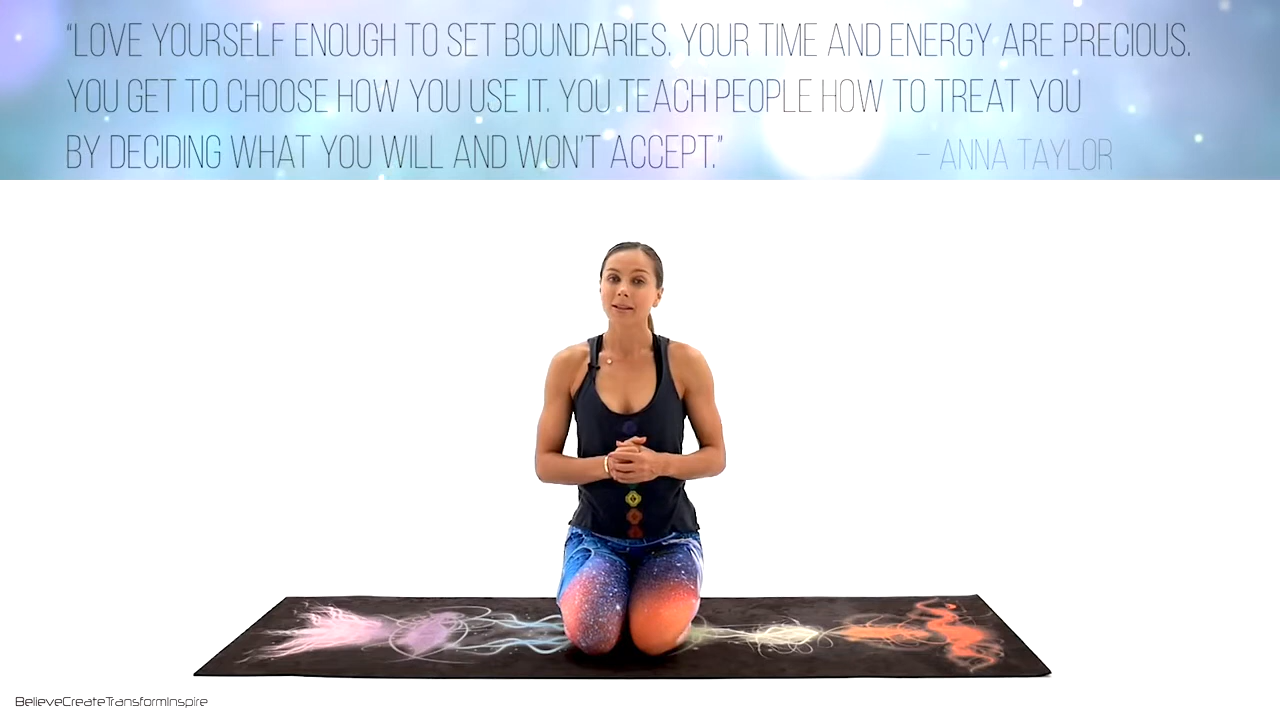 "LOVE YOURSELF ENOUGH TO SET BOUNDARIES. YOUR TIME AND ENERGY ARE PRECIOUS.
YOU GET TO CHOOSE HOW YOU USE IT. YOU TEACH PEOPLE HOW TO TREAT YOU
BY DECIDING WHAT YOU WILL AND WON'T ACCEPT."
– ANNA TAYLOR
BelieveCreateTransformInspire